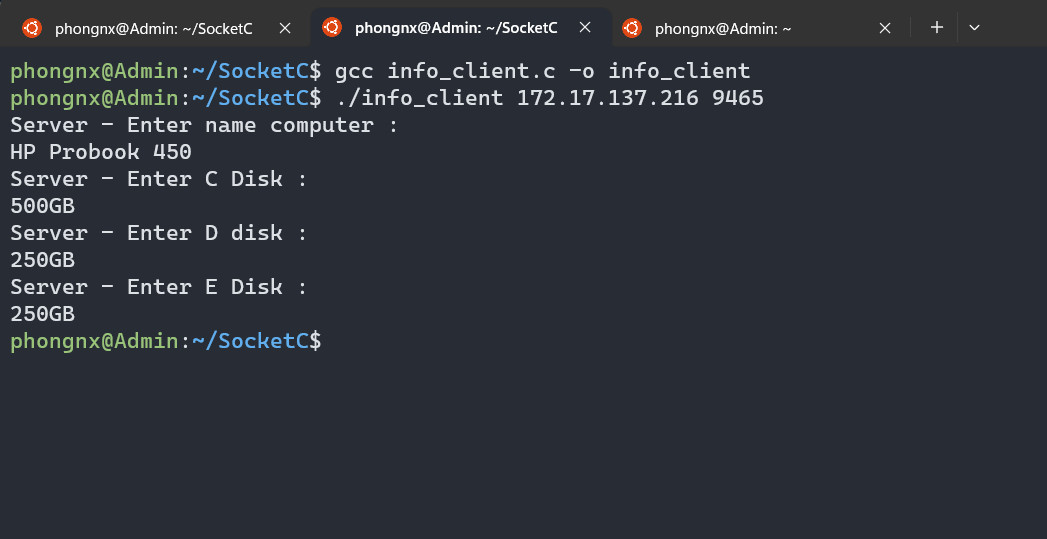 phongnx@Admin: ~/SocketC
phongnx@Admin: ~/SocketC
phongnx@Admin: ~
phongnx@Admin:~/SocketC$ gcc info_client.c -o info_client
phongnx@Admin:~/SocketC$ ./info_client 172.17.137.216 9465
Server - Enter name computer :
HP Probook 450
Server - Enter C Disk :
500GB
Server - Enter D disk :
250GB
Server - Enter E Disk :
250GB
phongnx@Admin:~/SocketC$